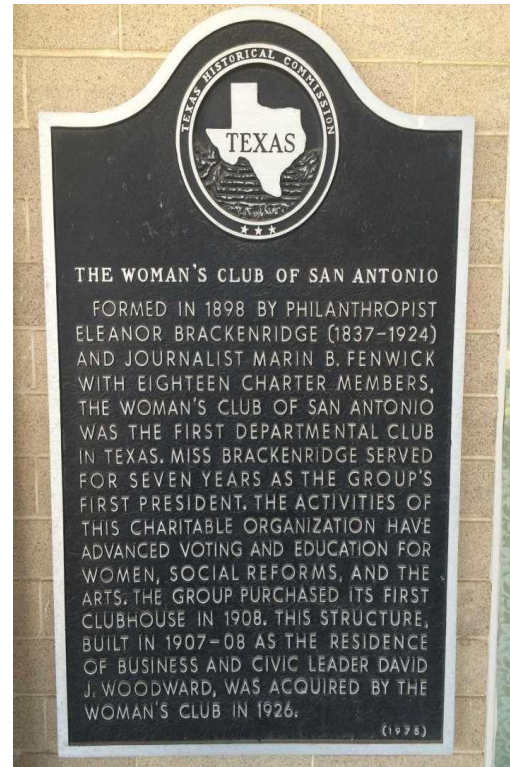 TEXAS HISTORICAL COMMISSION
TEXAS
THE WOMAN'S CLUB OF SAN ANTONIO
FORMED IN 1898 BY PHILANTHROPIST
ELEANOR BRACKENRIDGE (1837-1924)
AND JOURNALIST MARIN B. FENWICK
WITH EIGHTEEN CHARTER MEMBERS,
THE WOMAN'S CLUB OF SAN ANTONIO
WAS THE FIRST DEPARTMENTAL CLUB
IN TEXAS. MISS BRACKENRIDGE SERVED
FOR SEVEN YEARS AS THE GROUP'S
FIRST PRESIDENT. THE ACTIVITIES OF
THIS CHARITABLE ORGANIZATION HAVE
ADVANCED VOTING AND EDUCATION FOR
WOMEN, SOCIAL REFORMS, AND THE
ARTS. THE GROUP PURCHASED ITS FIRST
CLUBHOUSE IN 1908. THIS STRUCTURE,
BUILT IN 1907-08 AS THE RESIDENCE
OF BUSINESS AND CIVIC LEADER DAVID
J. WOODWARD, WAS ACQUIRED BY THE
WOMAN'S CLUB IN 1926.
(1975)